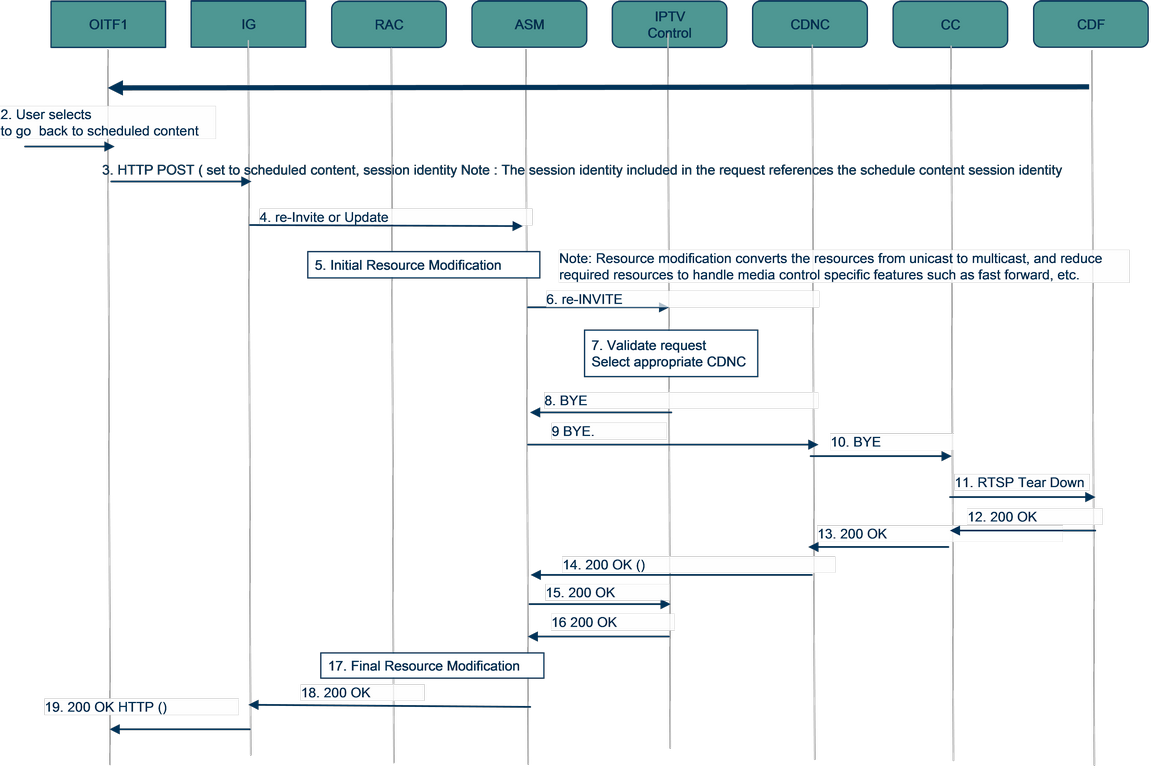 OITF1
IG
RAC
ASM
IPTV
Control
CDNC
CC
CDF
2. User selects
to go back to scheduled content
3. HTTP POST ( set to scheduled content, session identity Note : The session identity included in the request references the schedule content session identity
4. re-Invite or Update
5. Initial Resource Modification
Note: Resource modification converts the resources from unicast to multicast, and reduce
required resources to handle media control specific features such as fast forward, etc.
6. re-INVITE
7. Validate request
Select appropriate CDNC
8. BYE
9 BYE.
10. BYE
11. RTSP Tear Down
12. 200 OK
13. 200 OK
14. 200 OK ()
15. 200 OK
16 200 OK
17. Final Resource Modification
18. 200 OK
19. 200 OK HTTP ()